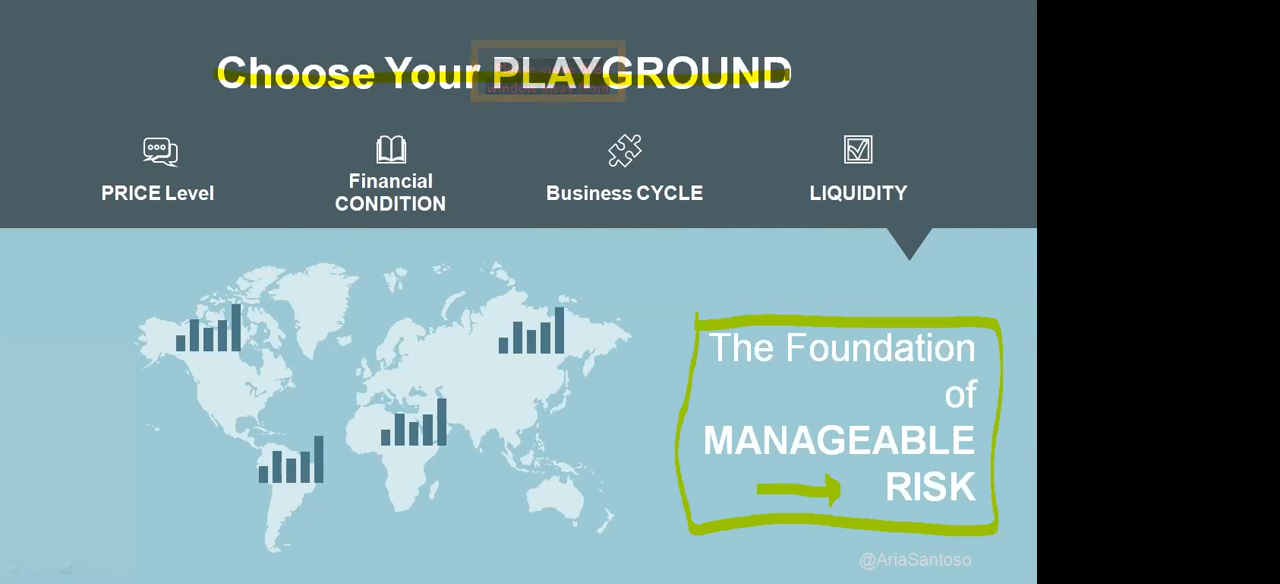 Choose Your PLAYGROUND
PRICE Level
Financial
CONDITION
Business CYCLE
LIQUIDITY
The Foundation
of
MANAGEABLE
RISK
@AriaSantoso